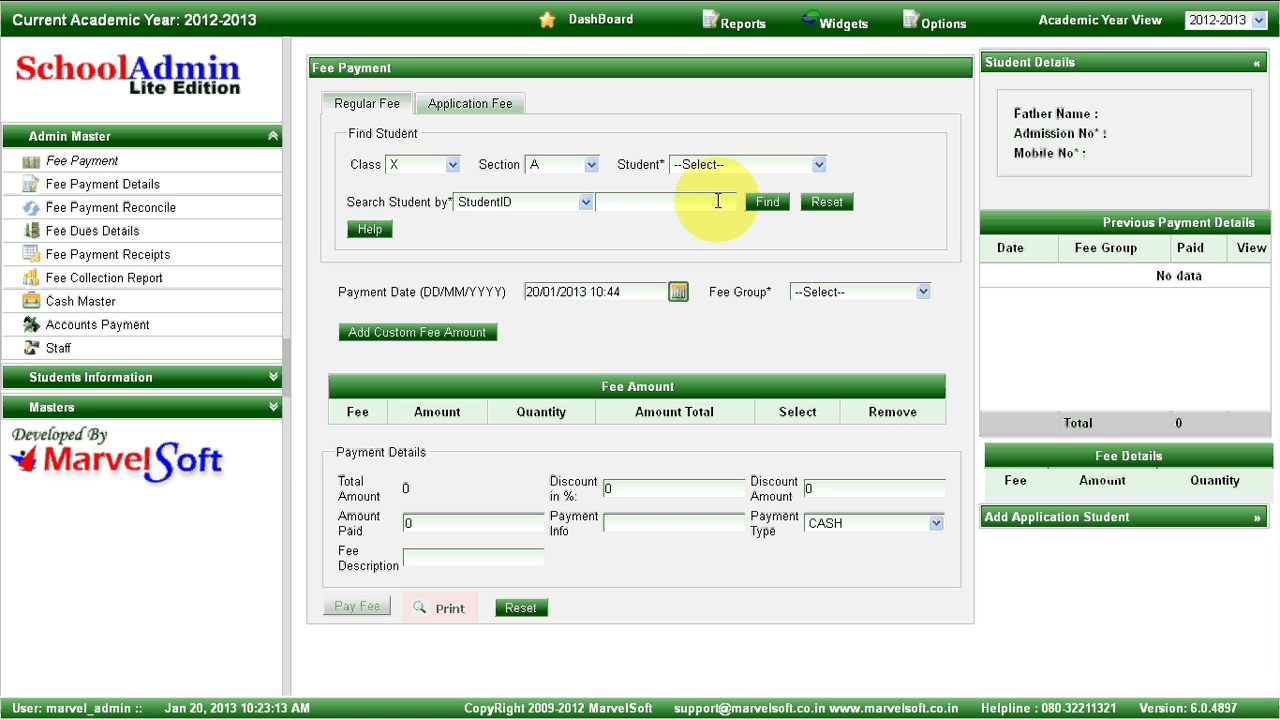 Current Academic Year: 2012-2013
DashBoard
Reports
Widgets
Options
Academic Year View
2012-2013
SchoolAdmin
Lite Edition
Admin Master
Fee Payment
Fee Payment Details
Fee Payment Reconcile
Fee Dues Details
Fee Payment Receipts
Fee Collection Report
Cash Master
Accounts Payment
Staff
Students Information
Masters
Developed By
MarvelSoft
Fee Payment
Regular Fee
Application Fee
Find Student
Class X Section A Student* --Select--
Search Student by* StudentID
Find
Reset
Help
Payment Date (DD/MM/YYYY) 20/01/2013 10:44 Fee Group* --Select--
Add Custom Fee Amount
Fee Amount
Fee Amount Quantity Amount Total Select Remove
Payment Details
Total Amount 0 Discount in %: 0 Discount Amount 0
Amount Paid 0 Payment Info Payment Type CASH
Fee Description
Pay Fee
Print
Reset
Student Details «
Father Name :
Admission No* :
Mobile No* :
Previous Payment Details
Date Fee Group Paid View
No data
Total 0
Fee Details
Fee Amount Quantity
Add Application Student »
User: marvel_admin :: Jan 20, 2013 10:23:13 AM CopyRight 2009-2012 MarvelSoft support@marvelsoft.co.in www.marvelsoft.co.in Helpline : 080-32211321 Version: 6.0.4897